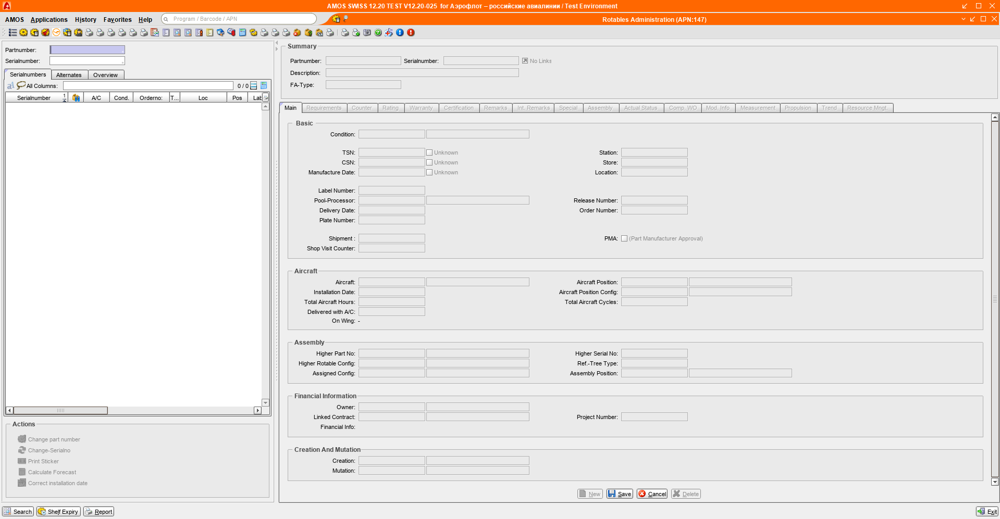 AMOS SWISS 12.20 TEST V12.20-025 for Аэрофлот – российские авиалинии / Test Environment
AMOS Applications History Favorites Help Program / Barcode / APN
Rotables Administration (APN:147)
Partnumber:
Serialnumber:
Serialnumbers Alternates Overview
All Columns: 0 / 0
Serialnumber 1 A/C Cond. Orderno: T... Loc Pos Lab
Actions
Change part number
Change-Serialno
Print Sticker
Calculate Forecast
Correct installation date
Summary
Partnumber: Serialnumber: No Links
Description:
FA-Type:
Main Requirements Counter Rating Warranty Certification Remarks Int. Remarks Special Assembly Actual Status Comp. WO Mod. Info Measurement Propulsion Trend Resource Mngt.
Basic
Condition:
TSN: Unknown Station:
CSN: Unknown Store:
Manufacture Date: Unknown Location:
Label Number:
Pool-Processor: Release Number:
Delivery Date: Order Number:
Plate Number:
Shipment : PMA: (Part Manufacturer Approval)
Shop Visit Counter:
Aircraft
Aircraft: Aircraft Position:
Installation Date: Aircraft Position Config:
Total Aircraft Hours: Total Aircraft Cycles:
Delivered with A/C:
On Wing: -
Assembly
Higher Part No: Higher Serial No:
Higher Rotable Config: Ref.-Tree Type:
Assigned Config: Assembly Position:
Financial Information
Owner:
Linked Contract: Project Number:
Financial Info:
Creation And Mutation
Creation:
Mutation:
New Save Cancel Delete
Search Shelf Expiry Report Exit